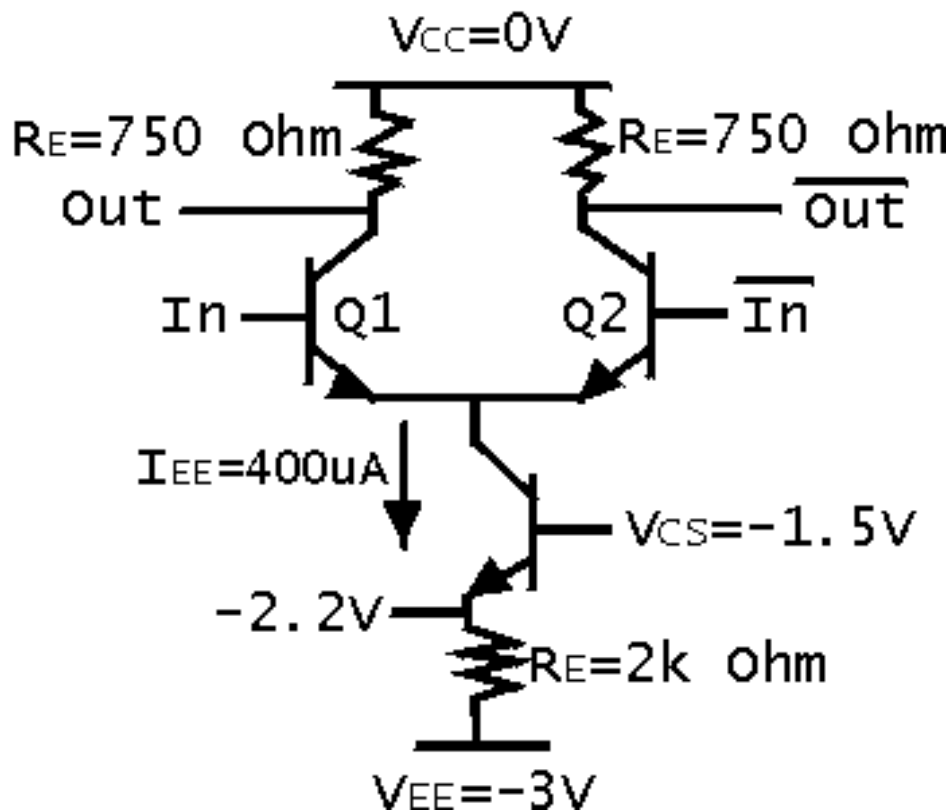 VCC=0V
RE=750 Ohm
RE=750 Ohm
Out
Out
In
Q1
Q2
In
IEE=400uA
VCS=-1.5V
-2.2V
RE=2k Ohm
VEE=-3V